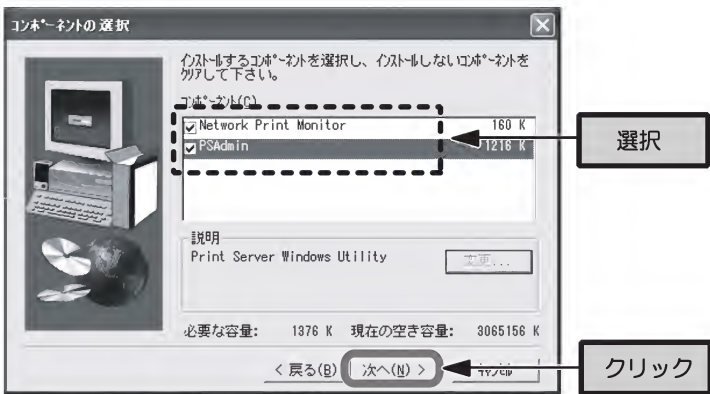 コンポーネントの選択
インストールするコンポーネントを選択し、インストールしないコンポーネントを
クリアして下さい。
コンポーネント(C)
Network Print Monitor 160 K
PSAdmin 1216 K
選択
説明
Print Server Windows Utility
変更...
必要な容量: 1376 K 現在の空き容量: 3065156 K
< 戻る(B) 次へ(N) > キャンセル
クリック